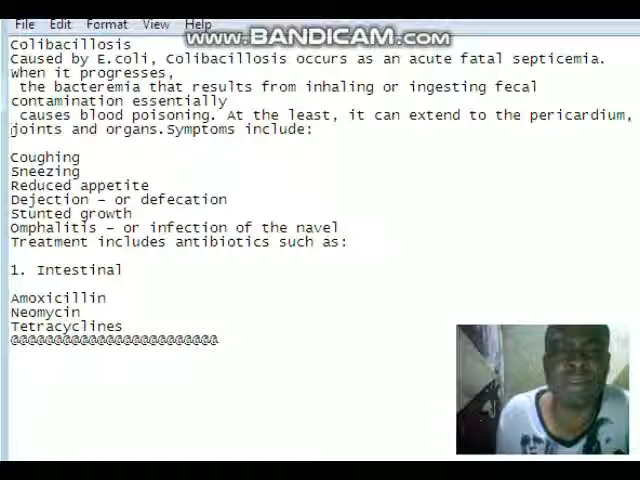 File Edit Format View Help
www.BANDICAM.com
Colibacillosis
Caused by E.coli, Colibacillosis occurs as an acute fatal septicemia.
When it progresses,
 the bacteremia that results from inhaling or ingesting fecal
contamination essentially
 causes blood poisoning. At the least, it can extend to the pericardium,
joints and organs.Symptoms include:
Coughing
Sneezing
Reduced appetite
Dejection – or defecation
Stunted growth
Omphalitis – or infection of the navel
Treatment includes antibiotics such as:
1. Intestinal
Amoxicillin
Neomycin
Tetracyclines
@@@@@@@@@@@@@@@@@@@@@@@@